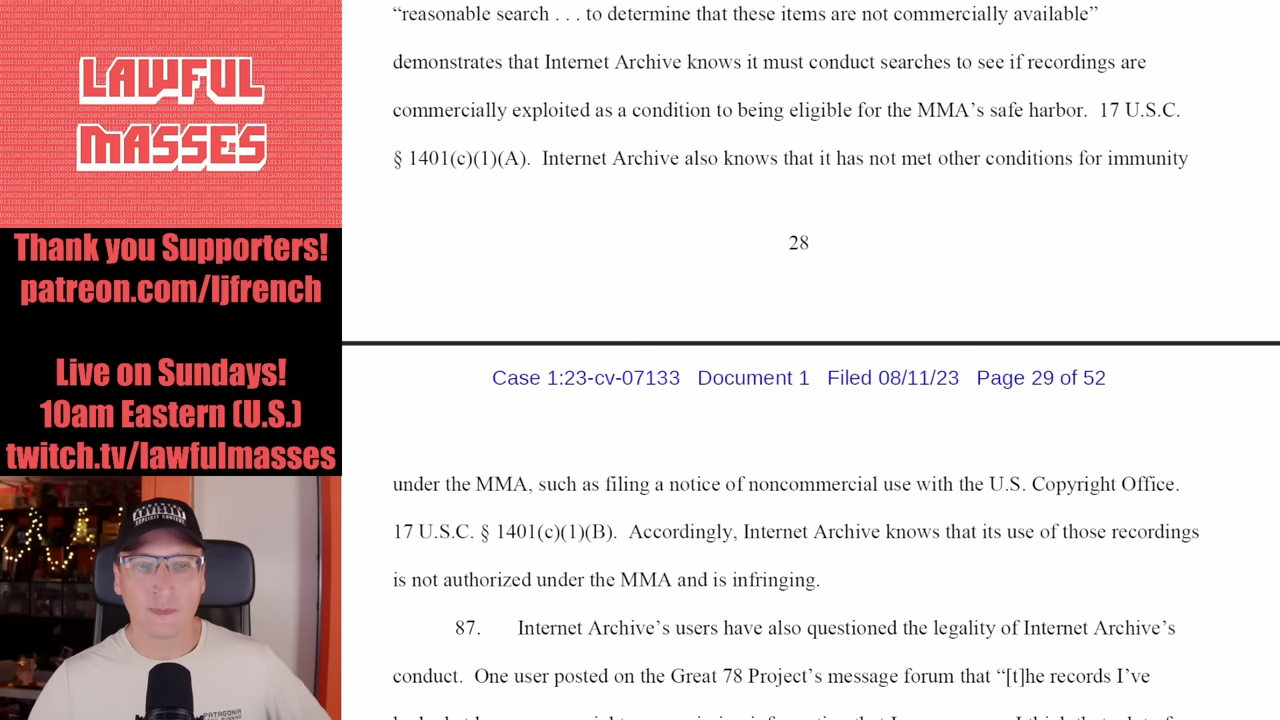 LAWFUL
MASSES
Thank you Supporters!
patreon.com/ljfrench
Live on Sundays!
10am Eastern (U.S.)
twitch.tv/lawfulmasses
“reasonable search . . . to determine that these items are not commercially available”
demonstrates that Internet Archive knows it must conduct searches to see if recordings are
commercially exploited as a condition to being eligible for the MMA’s safe harbor. 17 U.S.C.
§ 1401(c)(1)(A). Internet Archive also knows that it has not met other conditions for immunity
28
Case 1:23-cv-07133 Document 1 Filed 08/11/23 Page 29 of 52
under the MMA, such as filing a notice of noncommercial use with the U.S. Copyright Office.
17 U.S.C. § 1401(c)(1)(B). Accordingly, Internet Archive knows that its use of those recordings
is not authorized under the MMA and is infringing.
87. Internet Archive’s users have also questioned the legality of Internet Archive’s
conduct. One user posted on the Great 78 Project’s message forum that “[t]he records I’ve
PATAGONIA